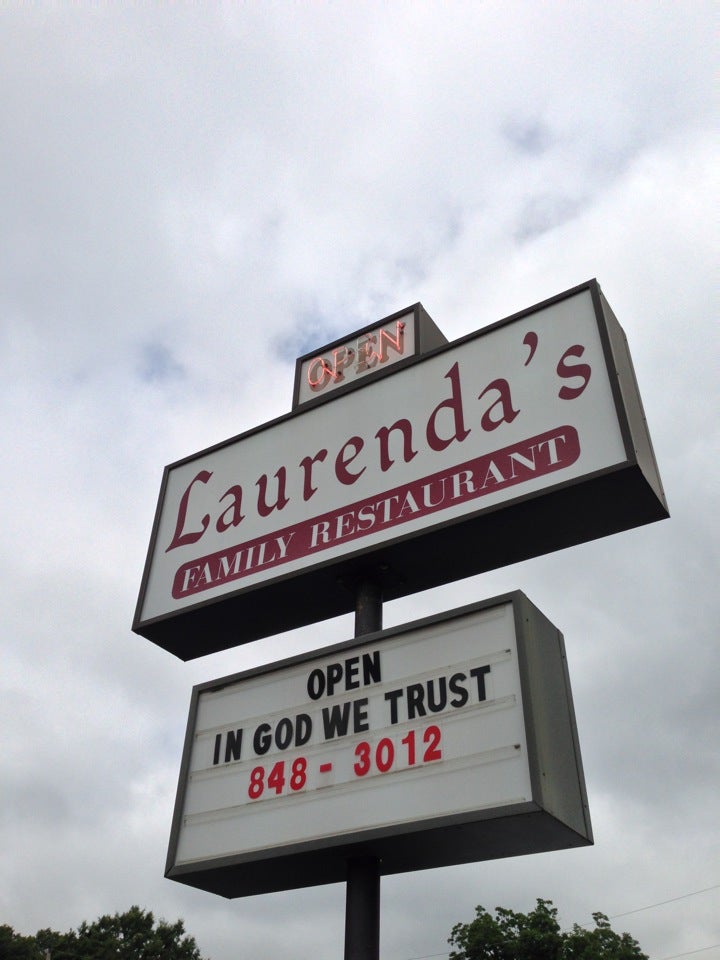 OPEN
Laurenda's
FAMILY RESTAURANT
OPEN
IN GOD WE TRUST
848 - 3012